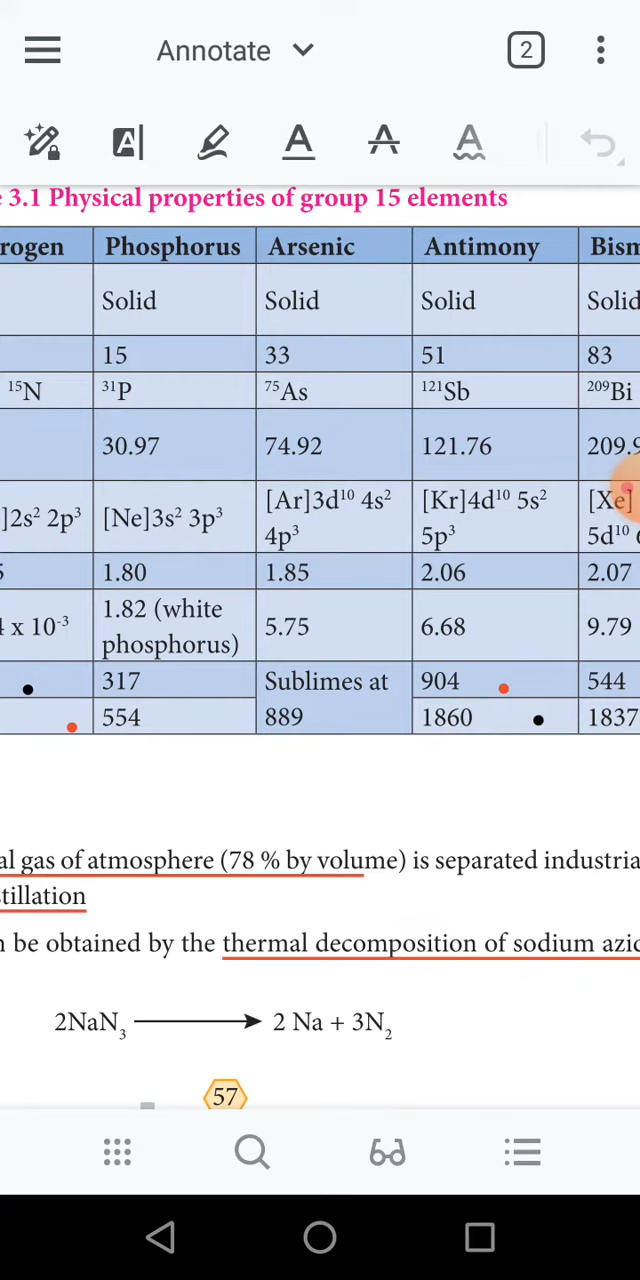 Annotate
2
3.1 Physical properties of group 15 elements
rogen Phosphorus Arsenic Antimony Bism
Solid Solid Solid Solid
15 33 51 83
¹⁵N ³¹P ⁷⁵As ¹²¹Sb ²⁰⁹Bi
30.97 74.92 121.76 209.9
]2s² 2p³ [Ne]3s² 3p³ [Ar]3d¹⁰ 4s² 4p³ [Kr]4d¹⁰ 5s² 5p³ [Xe] 5d¹⁰
1.80 1.85 2.06 2.07
x 10⁻³ 1.82 (white phosphorus) 5.75 6.68 9.79
317 Sublimes at 889 904 544
554 1860 1837
al gas of atmosphere (78 % by volume) is separated industria
tillation
n be obtained by the thermal decomposition of sodium azid
2NaN₃ ⟶ 2 Na + 3N₂
57